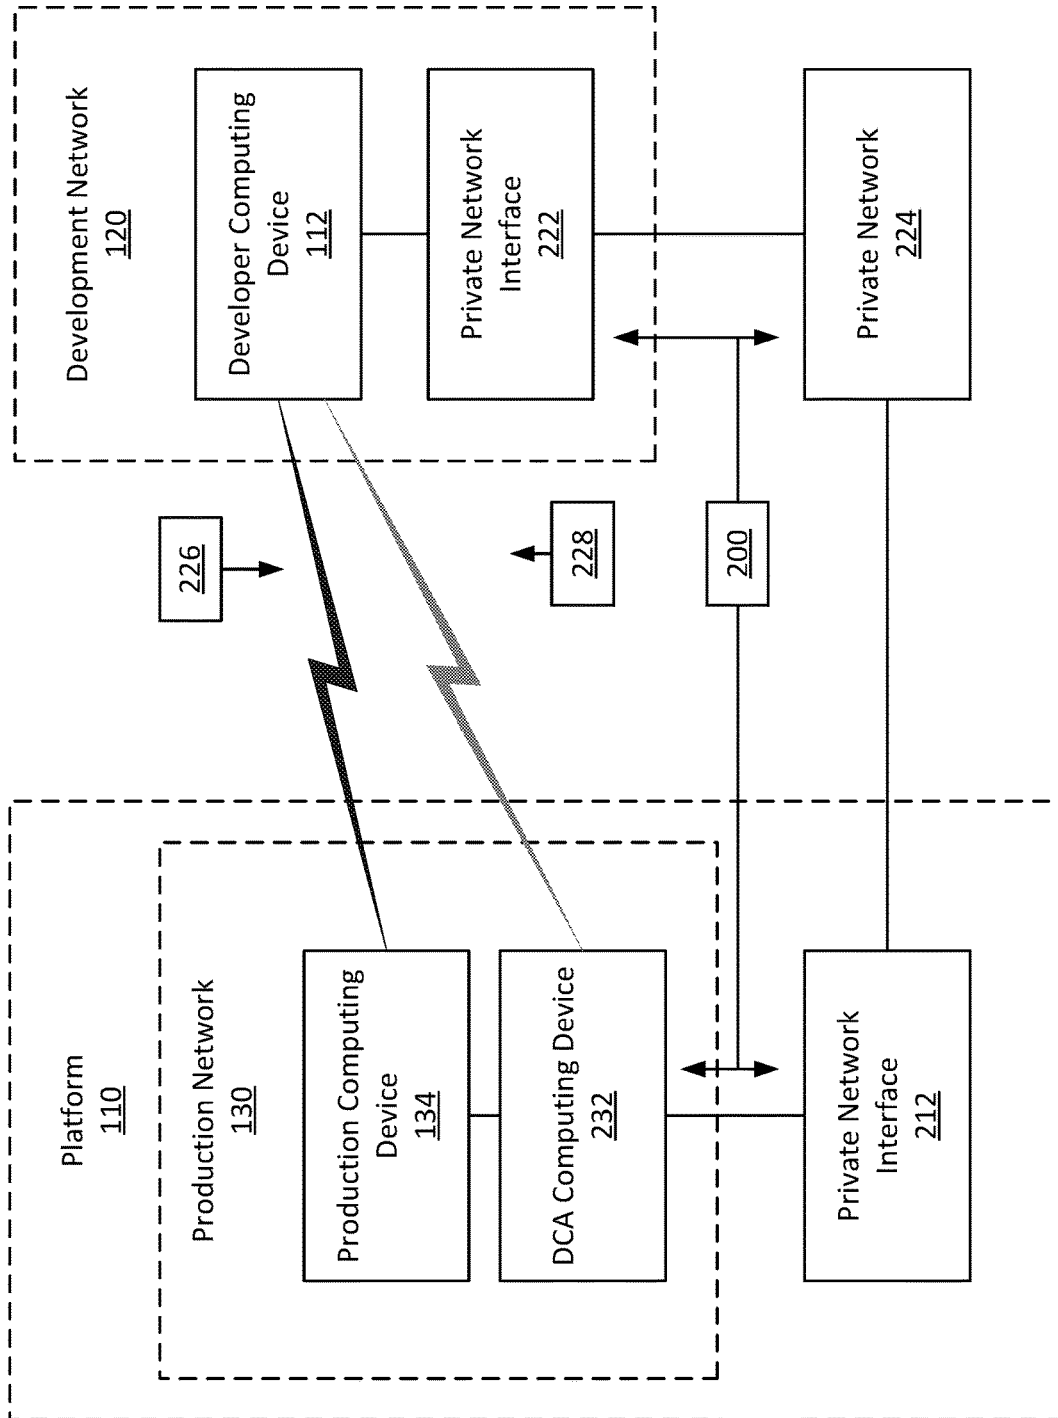 Platform
110
Production Network
130
Production Computing
Device
134
DCA Computing Device
232
Private Network
Interface
212
226
228
200
Development Network
120
Developer Computing
Device
112
Private Network
Interface
222
Private Network
224